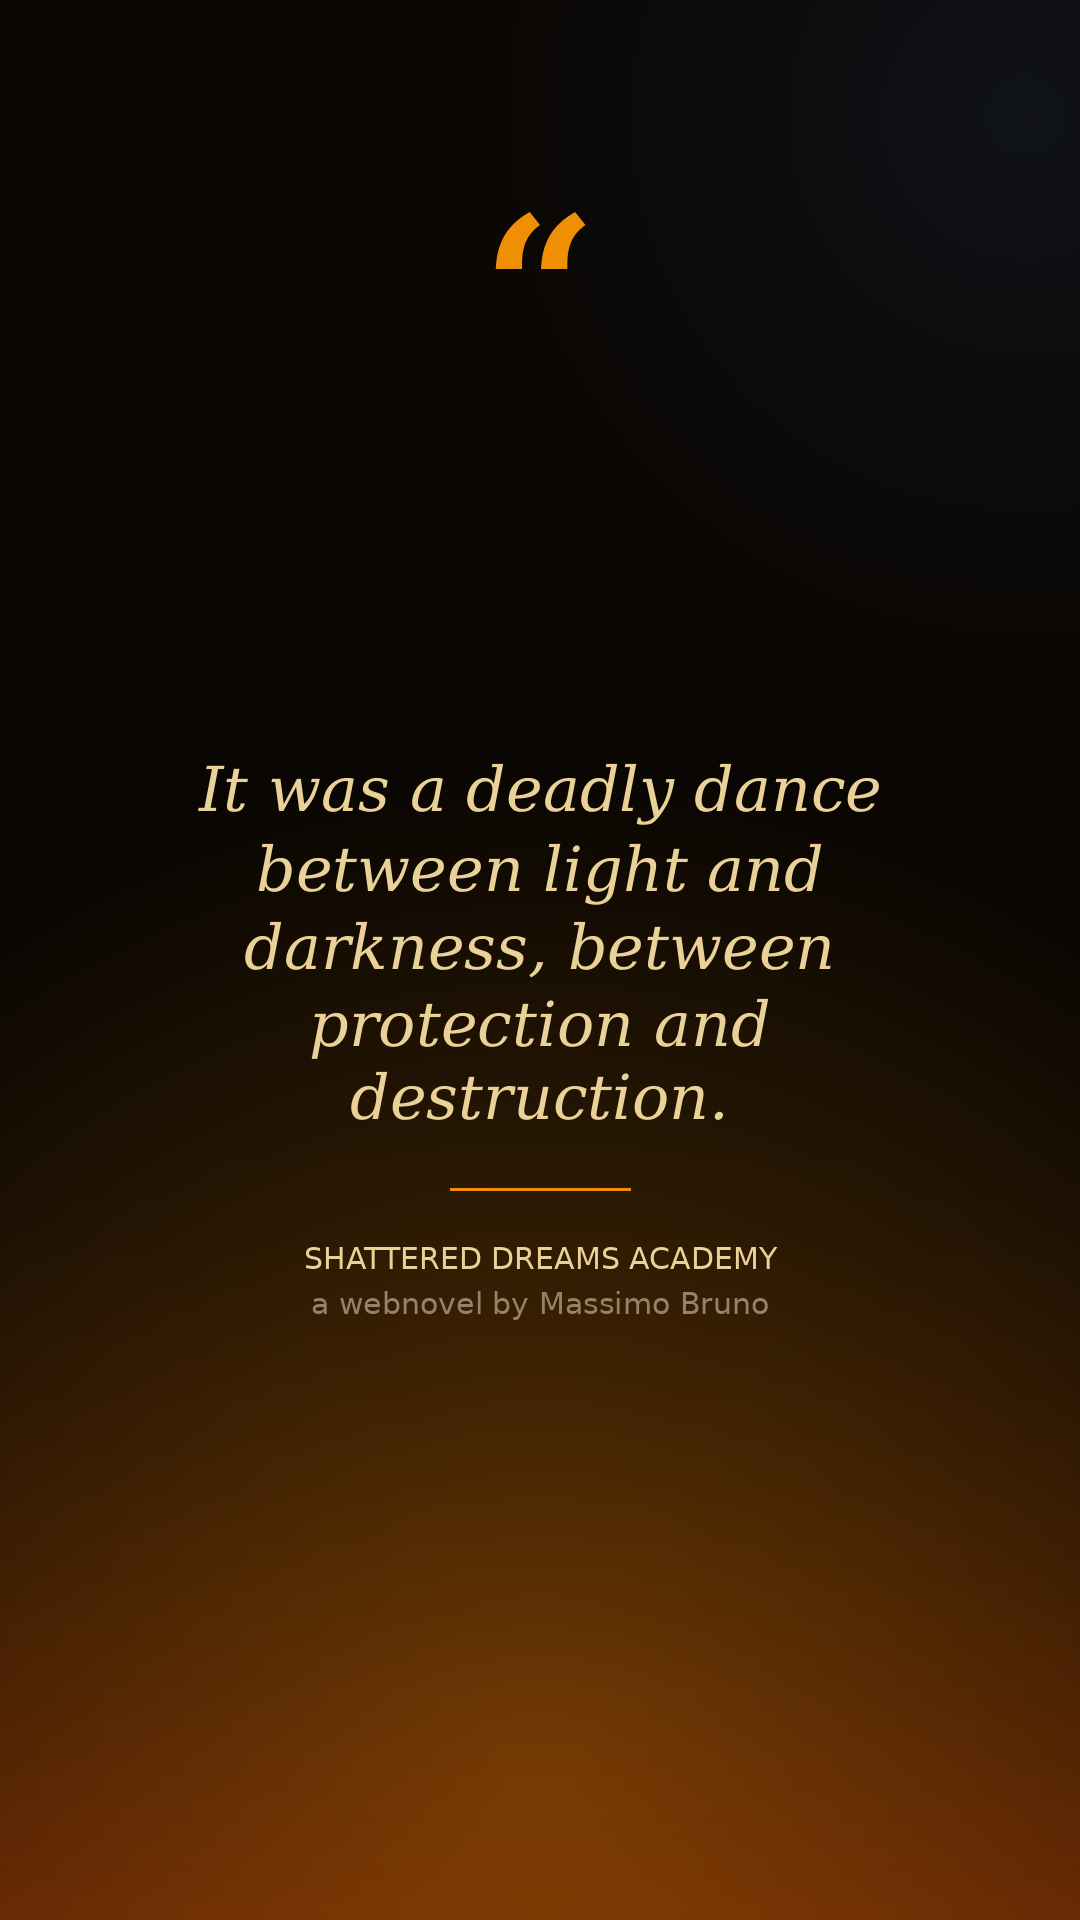 “
It was a deadly dance
between light and
darkness, between
protection and
destruction.
SHATTERED DREAMS ACADEMY
a webnovel by Massimo Bruno